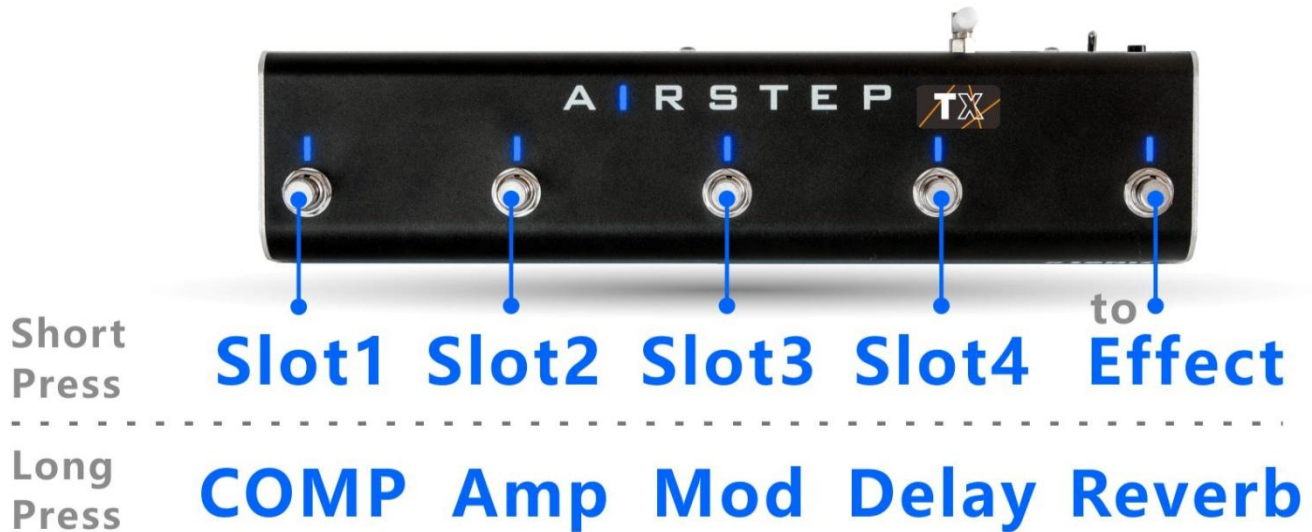 AIRSTEP TX
Short Press
Slot1 Slot2 Slot3 Slot4 to Effect
Long Press
COMP Amp Mod Delay Reverb